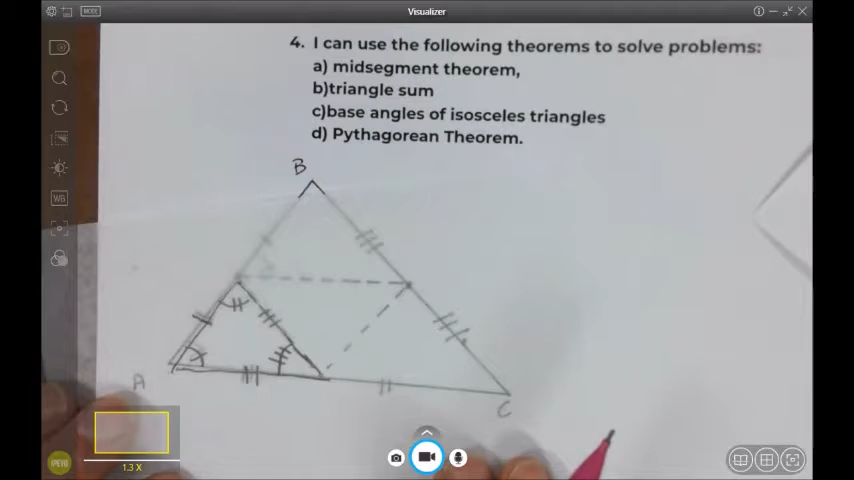 MODE
Visualizer
4. I can use the following theorems to solve problems:
a) midsegment theorem,
b)triangle sum
c)base angles of isosceles triangles
d) Pythagorean Theorem.
WB
B
A
C
IPEVO
1.3 X